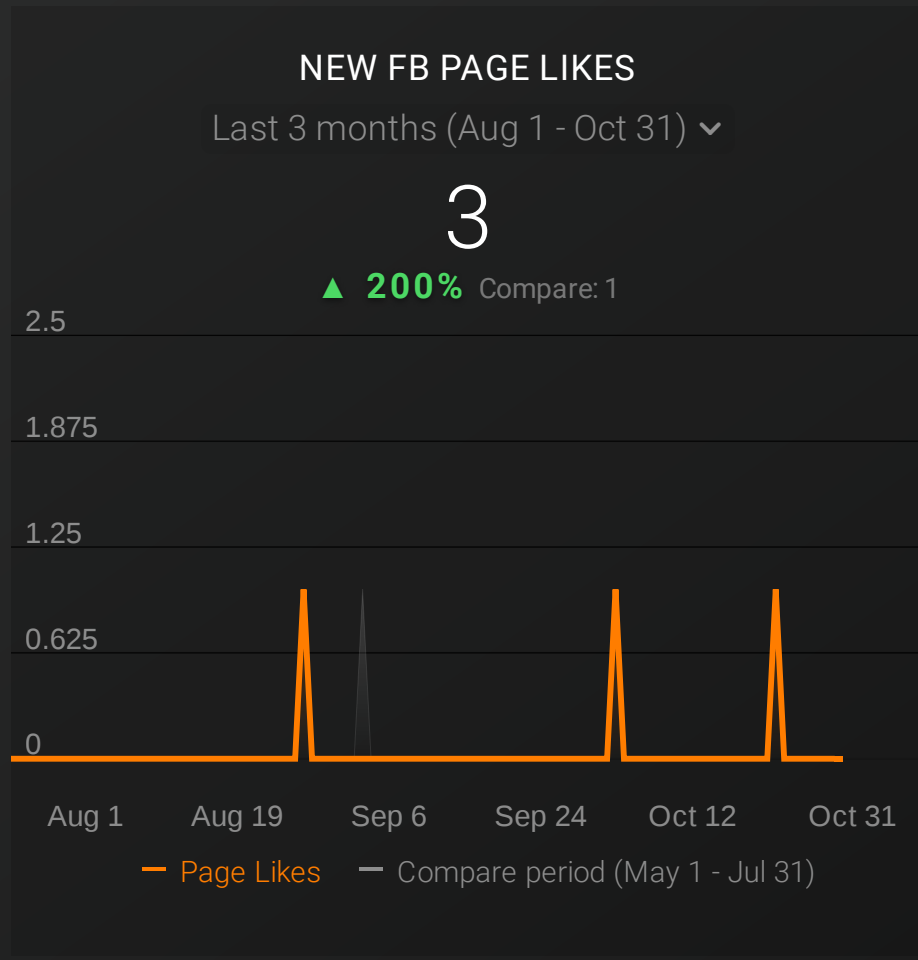 NEW FB PAGE LIKES
Last 3 months (Aug 1 - Oct 31)
3
▲ 200% Compare: 1
2.5
1.875
1.25
0.625
0
Aug 1 Aug 19 Sep 6 Sep 24 Oct 12 Oct 31
Page Likes Compare period (May 1 - Jul 31)